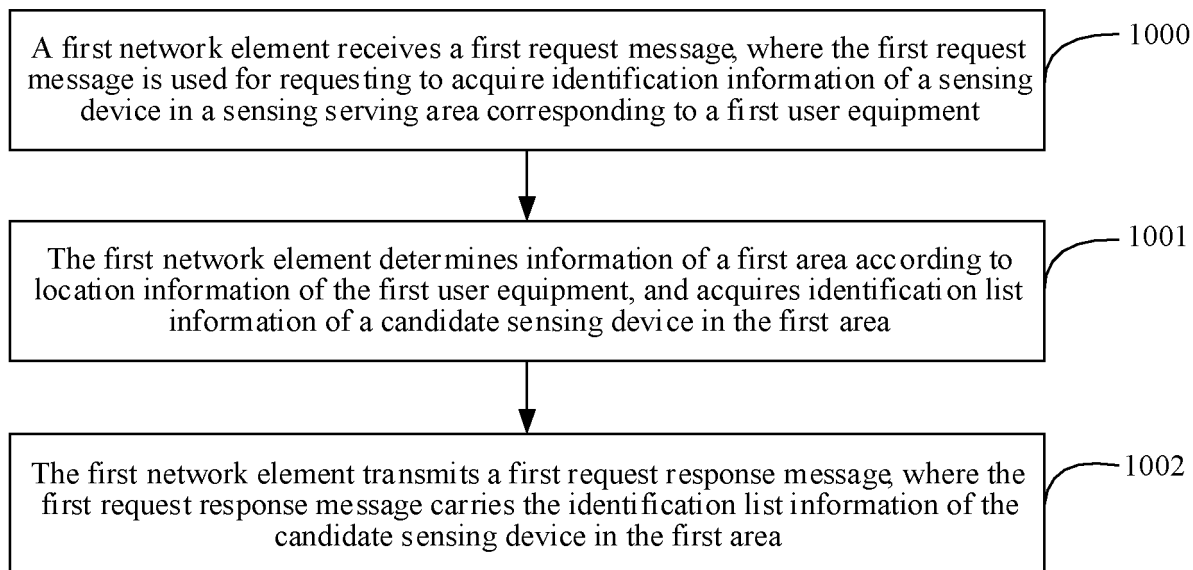 A first network element receives a first request message, where the first request
message is used for requesting to acquire identification information of a sensing
device in a sensing serving area corresponding to a first user equipment
1000
The first network element determines information of a first area according to
location information of the first user equipment, and acquires identification list
information of a candidate sensing device in the first area
1001
The first network element transmits a first request response message, where the
first request response message carries the identification list information of the
candidate sensing device in the first area
1002